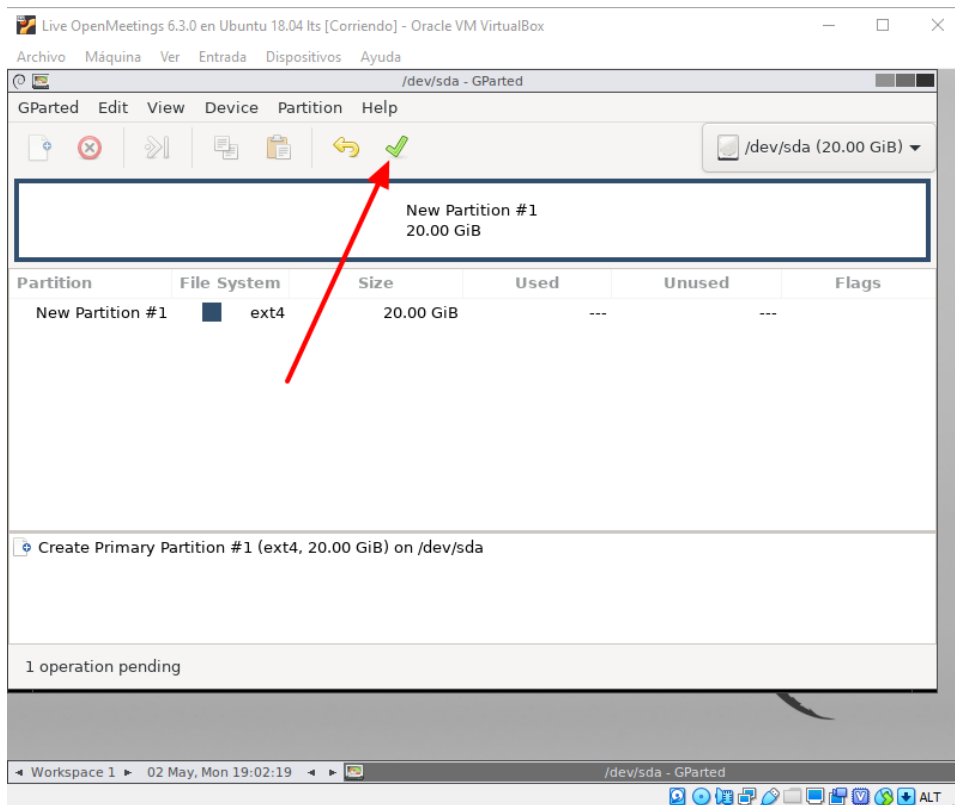 Live OpenMeetings 6.3.0 en Ubuntu 18.04 lts [Corriendo] - Oracle VM VirtualBox
Archivo Máquina Ver Entrada Dispositivos Ayuda
/dev/sda - GParted
GParted Edit View Device Partition Help
/dev/sda (20.00 GiB)
New Partition #1
20.00 GiB
Partition File System Size Used Unused Flags
New Partition #1 ext4 20.00 GiB --- ---
Create Primary Partition #1 (ext4, 20.00 GiB) on /dev/sda
1 operation pending
Workspace 1 02 May, Mon 19:02:19 /dev/sda - GParted
ALT